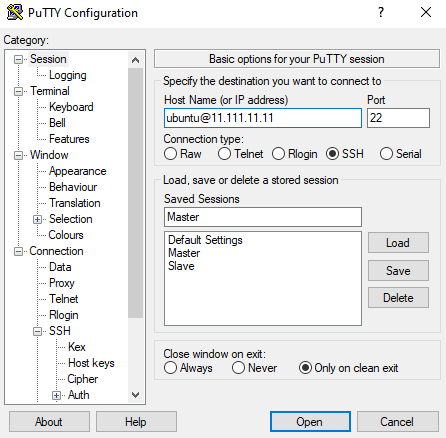 PuTTY Configuration
Category:
Session
Logging
Terminal
Keyboard
Bell
Features
Window
Appearance
Behaviour
Translation
Selection
Colours
Connection
Data
Proxy
Telnet
Rlogin
SSH
Kex
Host keys
Cipher
Auth
Basic options for your PuTTY session
Specify the destination you want to connect to
Host Name (or IP address) Port
ubuntu@11.111.11.11 22
Connection type:
Raw Telnet Rlogin SSH Serial
Load, save or delete a stored session
Saved Sessions
Master
Default Settings
Master
Slave
Load
Save
Delete
Close window on exit:
Always Never Only on clean exit
About Help Open Cancel